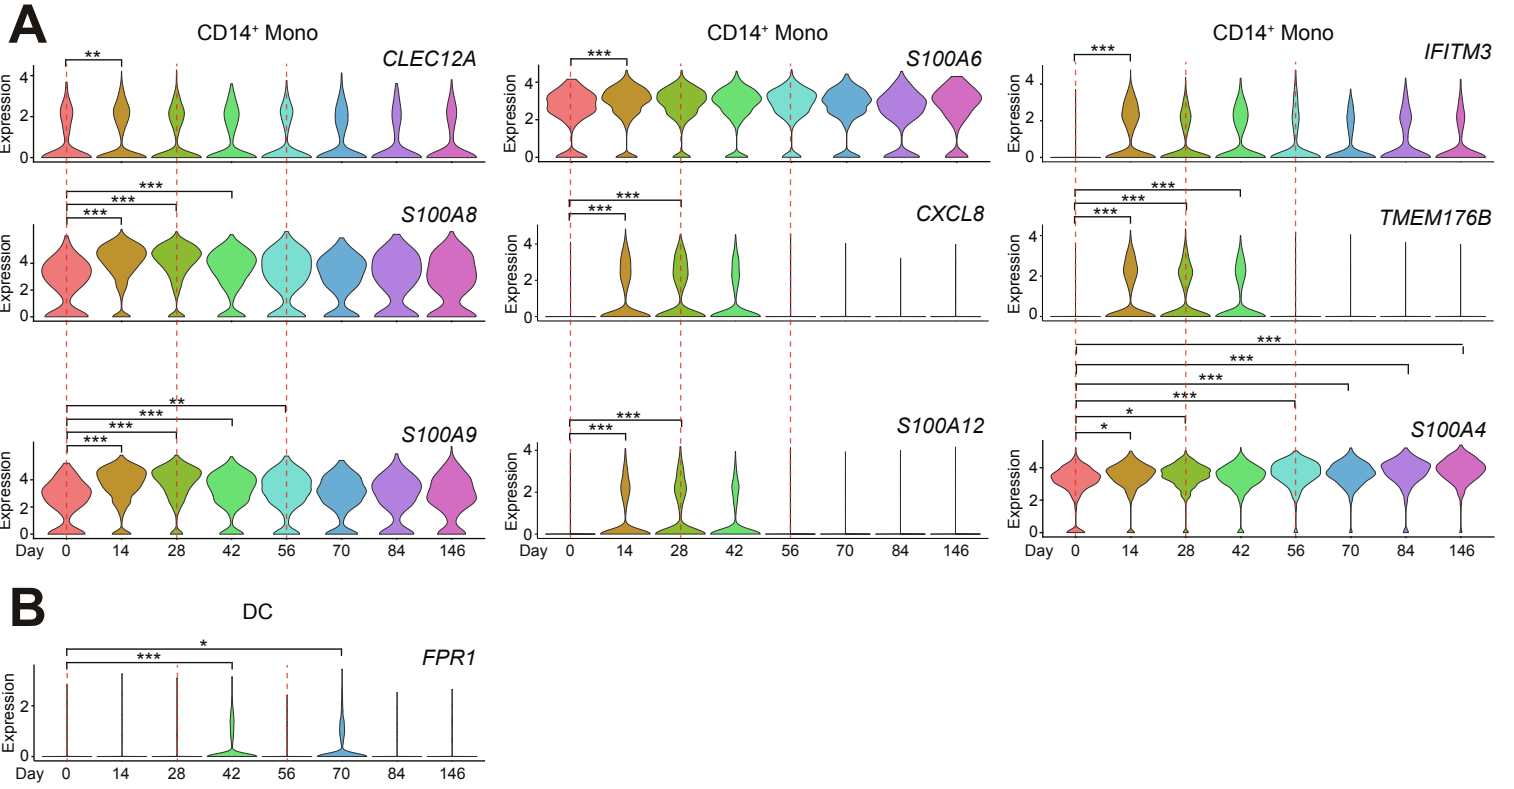 A
CD14⁺ Mono
CLEC12A
**
Expression
4
2
0
CD14⁺ Mono
S100A6
***
Expression
4
2
0
CD14⁺ Mono
IFITM3
***
Expression
4
2
0
S100A8
***
***
***
Expression
4
2
0
CXCL8
***
***
Expression
4
2
0
TMEM176B
***
***
***
Expression
4
2
0
S100A9
**
***
***
***
Expression
4
2
0
Day 0 14 28 42 56 70 84 146
S100A12
***
***
Expression
4
2
0
Day 0 14 28 42 56 70 84 146
S100A4
***
***
***
***
*
*
Expression
4
2
0
Day 0 14 28 42 56 70 84 146
B
DC
FPR1
*
***
Expression
2
0
Day 0 14 28 42 56 70 84 146